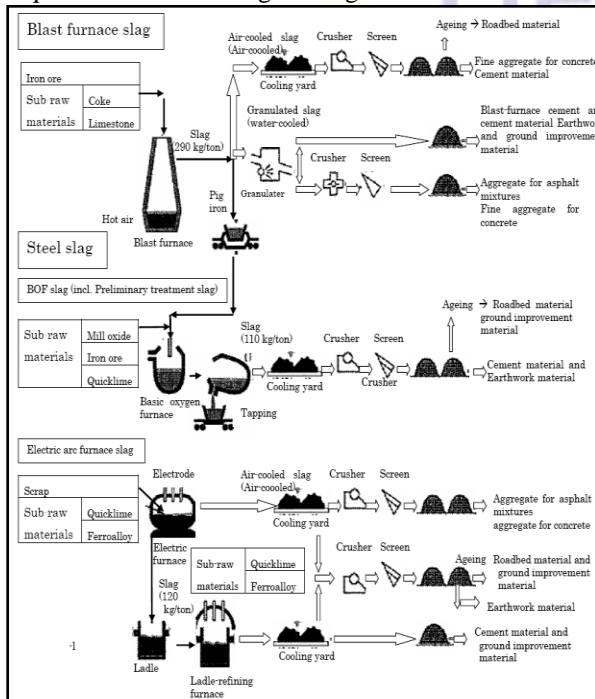 Blast furnace slag
Iron ore
Sub raw materials
Coke
Limestone
Hot air
Blast furnace
Slag
(290 kg/ton)
Pig
iron
Air-cooled slag
(Air-coooled)
Cooling yard
Crusher
Screen
Ageing → Roadbed material
Fine aggregate for concrete
Cement material
Granulated slag
(water-cooled)
Granulater
Crusher
Screen
Blast-furnace cement
cement material Earthwork
and ground improvement
material
Aggregate for asphalt
mixtures
Fine aggregate for
concrete
Steel slag
BOF slag (incl. Preliminary treatment slag)
Sub raw
materials
Mill oxide
Iron ore
Quicklime
Basic oxygen
furnace
Tapping
Slag
(110 kg/ton)
Cooling yard
Crusher
Screen
Crusher
Ageing → Roadbed material
ground improvement
material
Cement material and
Earthwork material
Electric arc furnace slag
Scrap
Sub-raw
materials
Quicklime
Ferroalloy
Electrode
Electric
furnace
Slag
(120
kg/ton)
Ladle
Ladle-refining
furnace
Sub-raw
materials
Quicklime
Ferroalloy
Air-cooled slag
(Air-coooled)
Cooling yard
Crusher
Screen
Aggregate for asphalt
mixtures
aggregate for concrete
Crusher
Screen
Ageing
Roadbed material and
ground improvement
material
Earthwork material
Cooling yard
Cement material and
ground improvement
material
-1